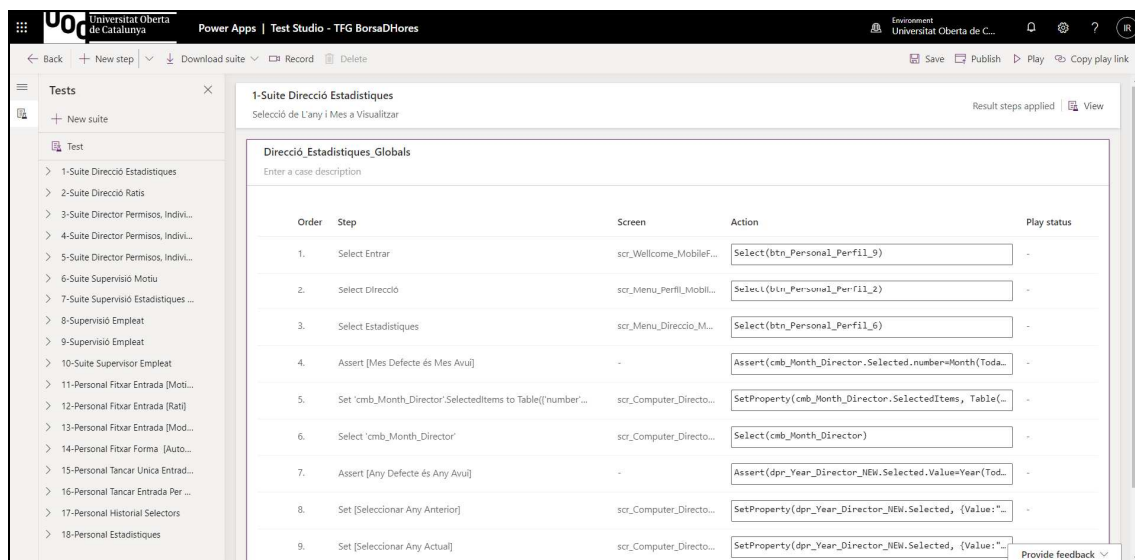 UOC Universitat Oberta
de Catalunya
Power Apps | Test Studio - TFG BorsaDHores
Environment
Universitat Oberta de C...
? IR
Back New step Download suite Record Delete
Save Publish Play Copy play link
Tests
New suite
Test
1-Suite Direcció Estadistiques
2-Suite Direcció Ratis
3-Suite Director Permisos, Indivi...
4-Suite Director Permisos, Indivi...
5-Suite Director Permisos, Indivi...
6-Suite Supervisió Motiu
7-Suite Supervisió Estadistiques ...
8-Supervisió Empleat
9-Supervisió Empleat
10-Suite Supervisor Empleat
11-Personal Fitxar Entrada [Moti...
12-Personal Fitxar Entrada [Rati]
13-Personal Fitxar Entrada [Mod...
14-Personal Fitxar Forma [Auto...
15-Personal Tancar Unica Entrad...
16-Personal Tancar Entrada Per ...
17-Personal Historial Selectors
18-Personal Estadistiques
1-Suite Direcció Estadistiques
Selecció de L'any i Mes a Visualitzar
Result steps applied | View
Direcció_Estadistiques_Globals
Enter a case description
Order Step Screen Action Play status
1. Select Entrar scr_Wellcome_MobileF... Select(btn_Personal_Perfil_9) -
2. Select Direcció scr_Menu_Perfil_Mobil... Select(btn_Personal_Perfil_2) -
3. Select Estadistiques scr_Menu_Direccio_M... Select(btn_Personal_Perfil_6) -
4. Assert [Mes Defecte és Mes Avui] - Assert(cmb_Month_Director.Selected.number=Month(Toda... -
5. Set 'cmb_Month_Director'.SelectedItems to Table({'number'... scr_Computer_Directo... SetProperty(cmb_Month_Director.SelectedItems, Table(... -
6. Select 'cmb_Month_Director' scr_Computer_Directo... Select(cmb_Month_Director) -
7. Assert [Any Defecte és Any Avui] - Assert(dpr_Year_Director_NEW.Selected.Value=Year(Tod... -
8. Set [Seleccionar Any Anterior] scr_Computer_Directo... SetProperty(dpr_Year_Director_NEW.Selected, {Value:"... -
9. Set [Seleccionar Any Actual] scr_Computer_Directo... SetProperty(dpr_Year_Director_NEW.Selected, {Value:"...
Provide feedback